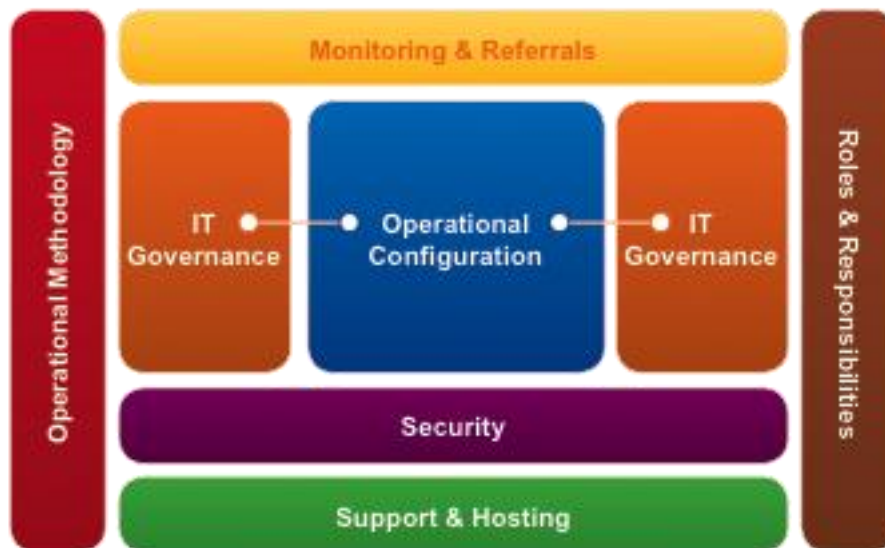 Operational Methodology
Monitoring & Referrals
IT
Governance
Operational
Configuration
IT
Governance
Security
Support & Hosting
Roles & Responsibilities